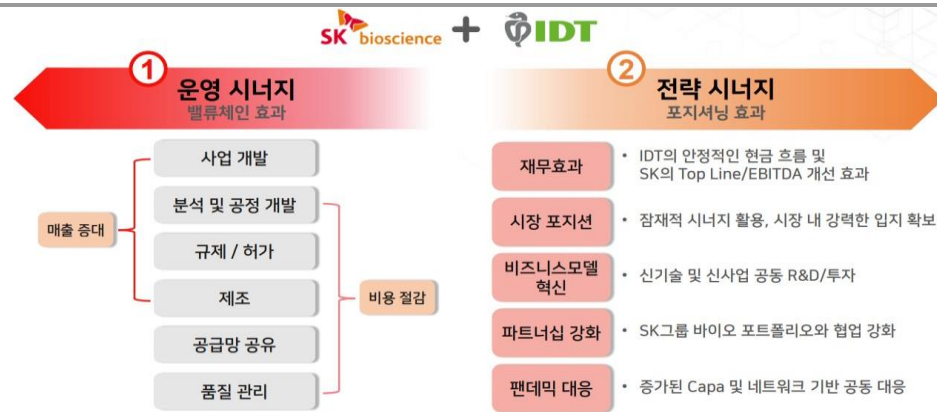 SK bioscience + IDT
1
운영 시너지
밸류체인 효과
매출 증대
사업 개발
분석 및 공정 개발
규제 / 허가
제조
공급망 공유
품질 관리
비용 절감
2
전략 시너지
포지셔닝 효과
재무효과
• IDT의 안정적인 현금 흐름 및
SK의 Top Line/EBITDA 개선 효과
시장 포지션
• 잠재적 시너지 활용, 시장 내 강력한 입지 확보
비즈니스모델
혁신
• 신기술 및 신사업 공동 R&D/투자
파트너십 강화
• SK그룹 바이오 포트폴리오와 협업 강화
팬데믹 대응
• 증가된 Capa 및 네트워크 기반 공동 대응